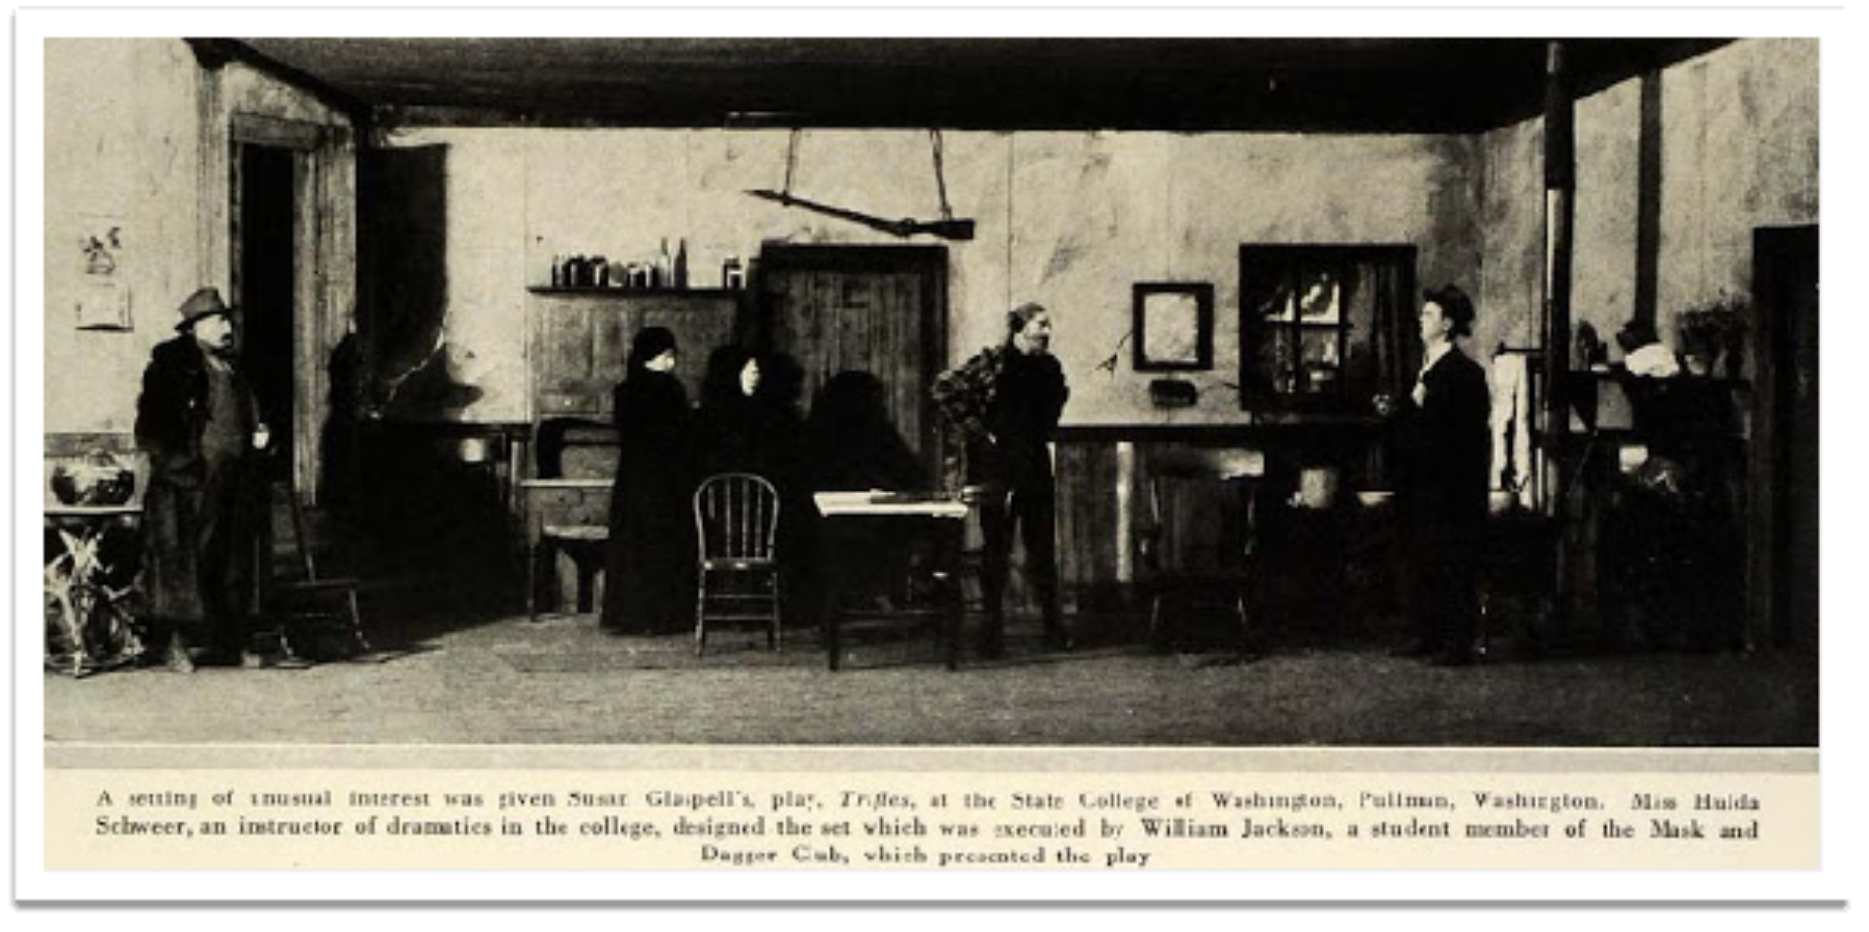 A setting of unusual interest was given Susan Glaspell's, play, Trifles, at the State College of Washington, Pullman, Washington. Miss Hulda
Schweer, an instructor of dramatics in the college, designed the set which was executed by William Jackson, a student member of the Mask and
Dagger Club, which presented the play